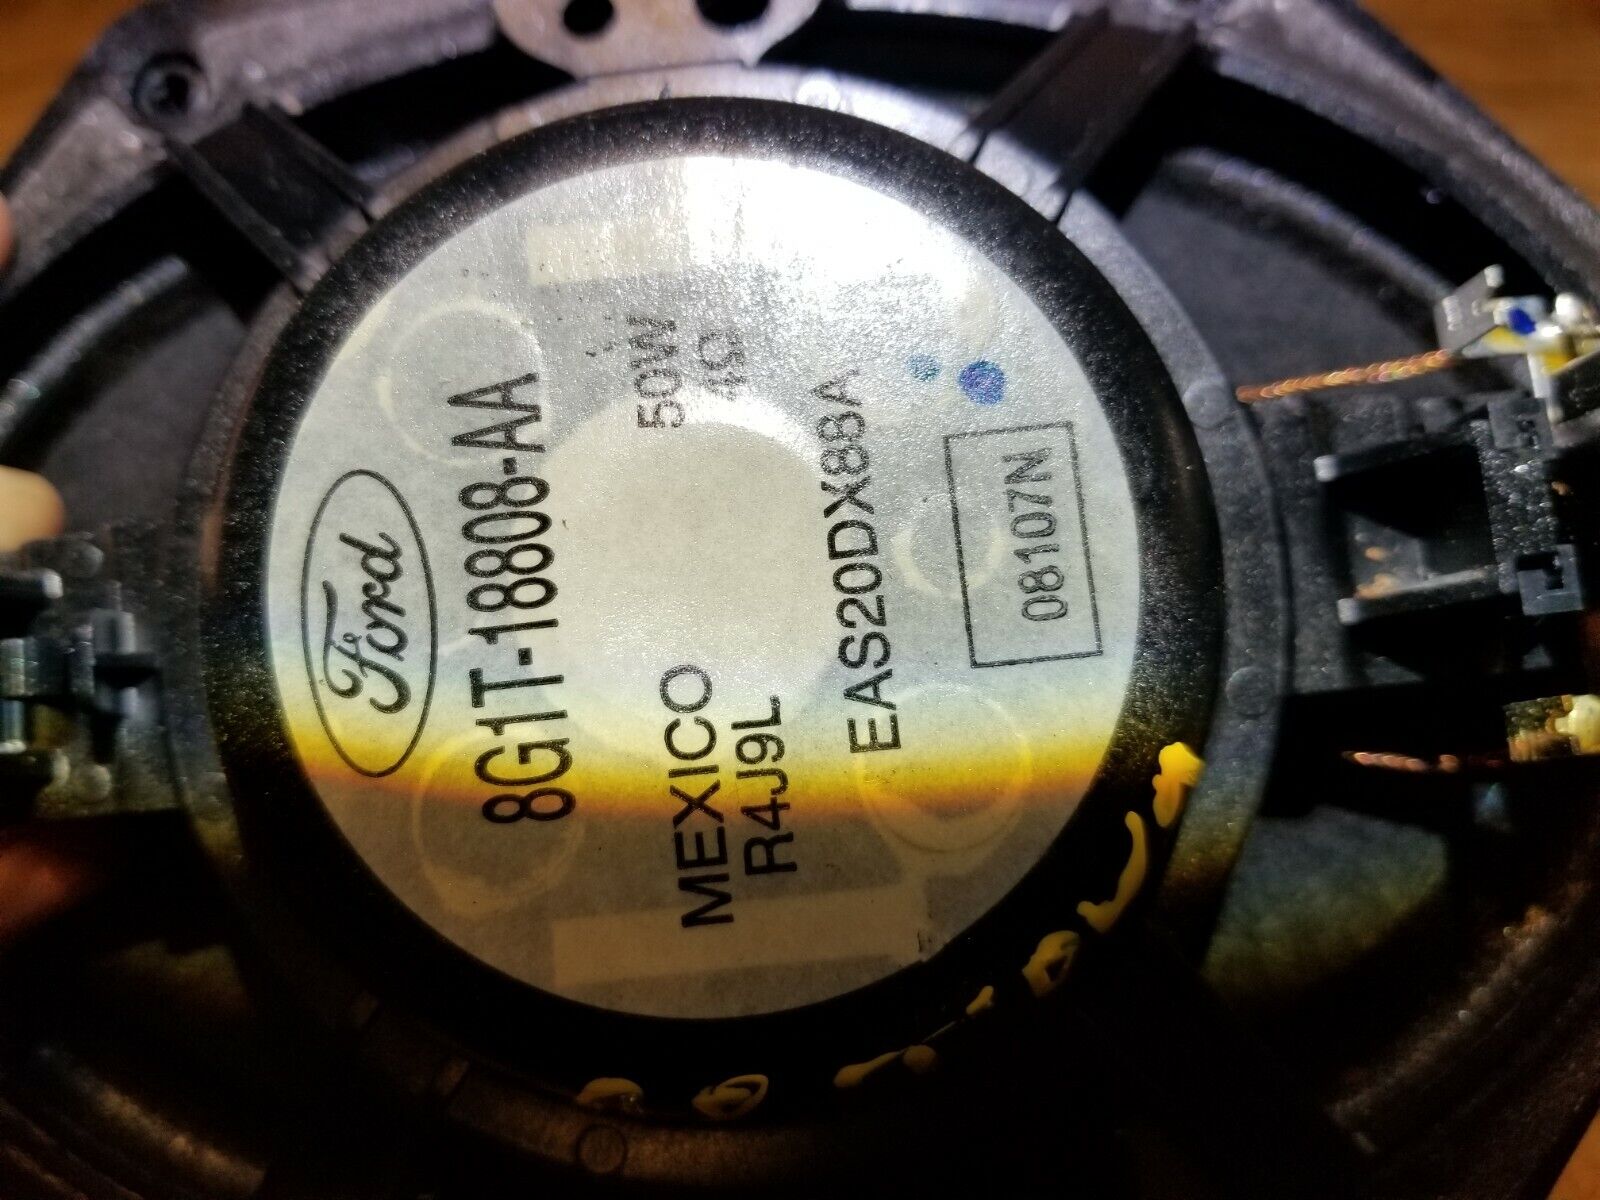 Ford
8G1T-18808-AA
50W
4Ω
MEXICO
R4J9L
EAS20DX88A
08107N